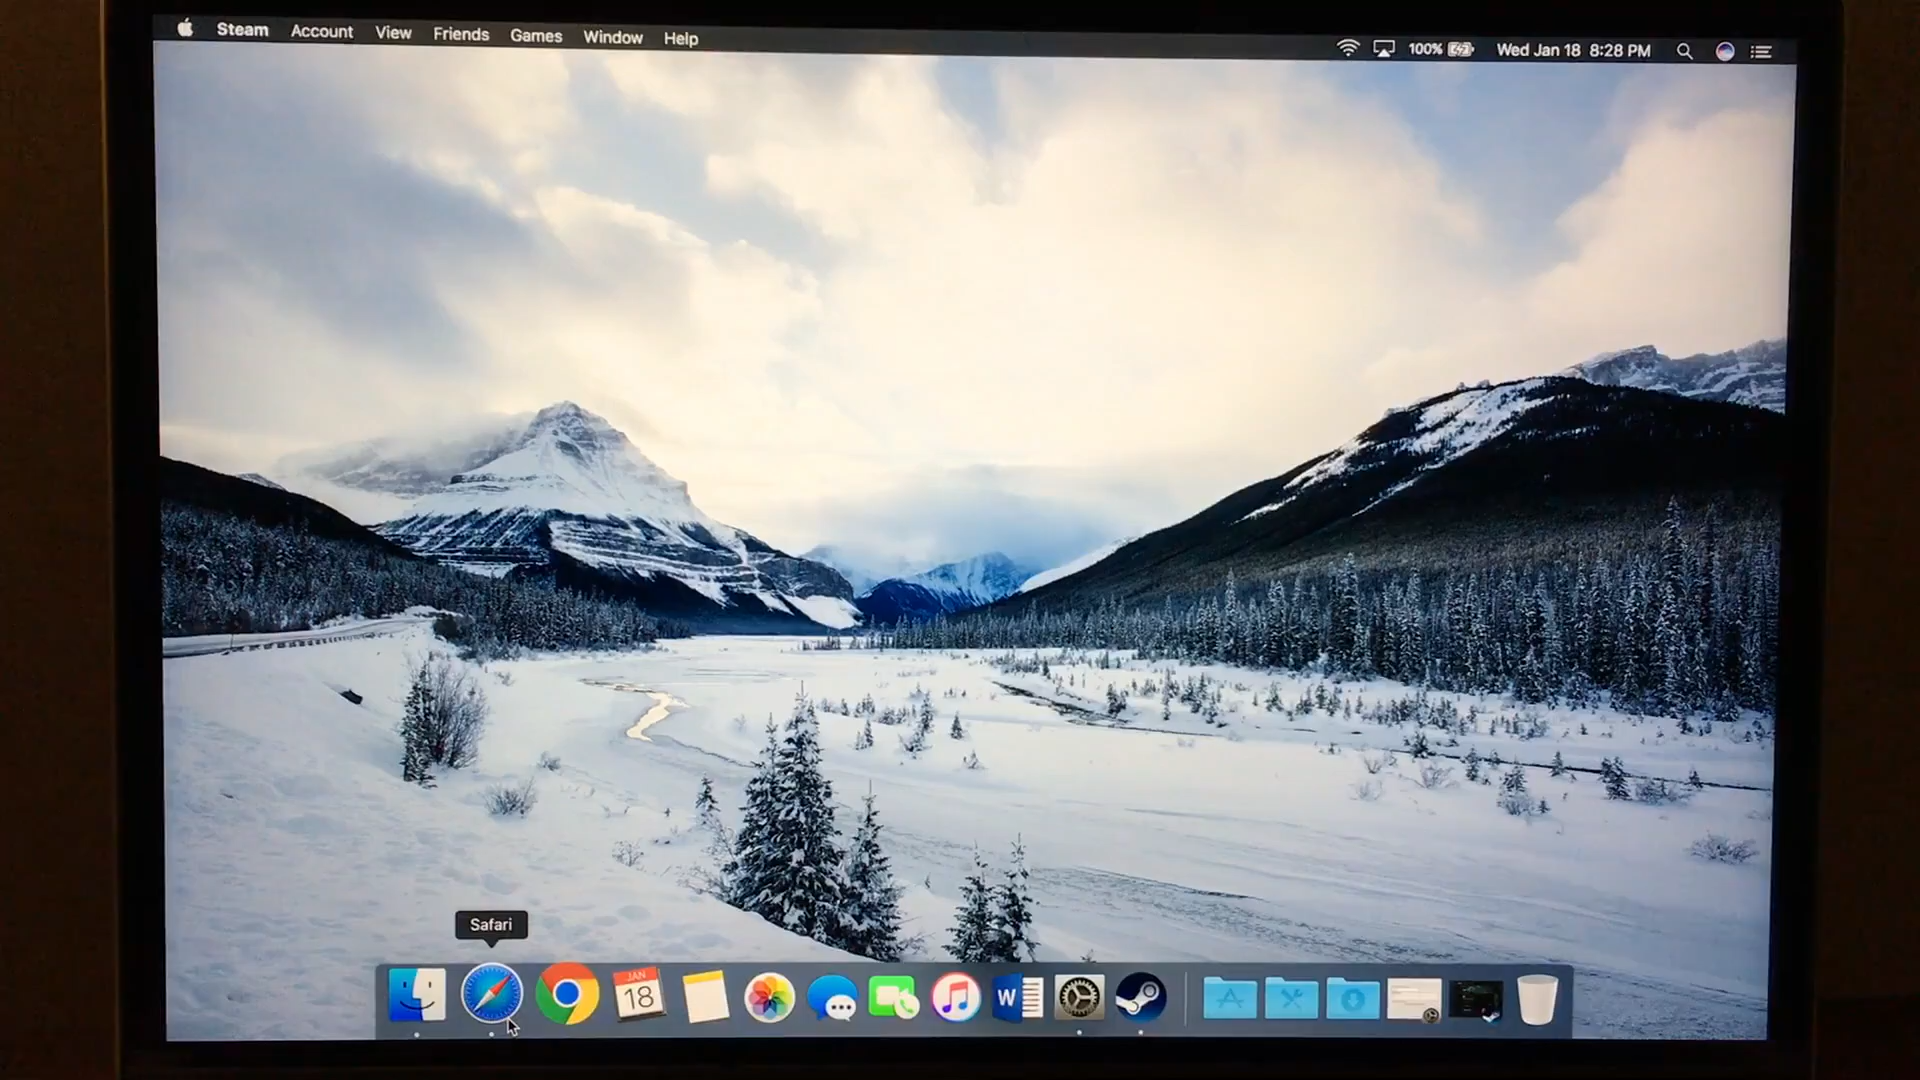 Steam Account View Friends Games Window Help
100% Wed Jan 18 8:28 PM
Safari
JAN
18
W